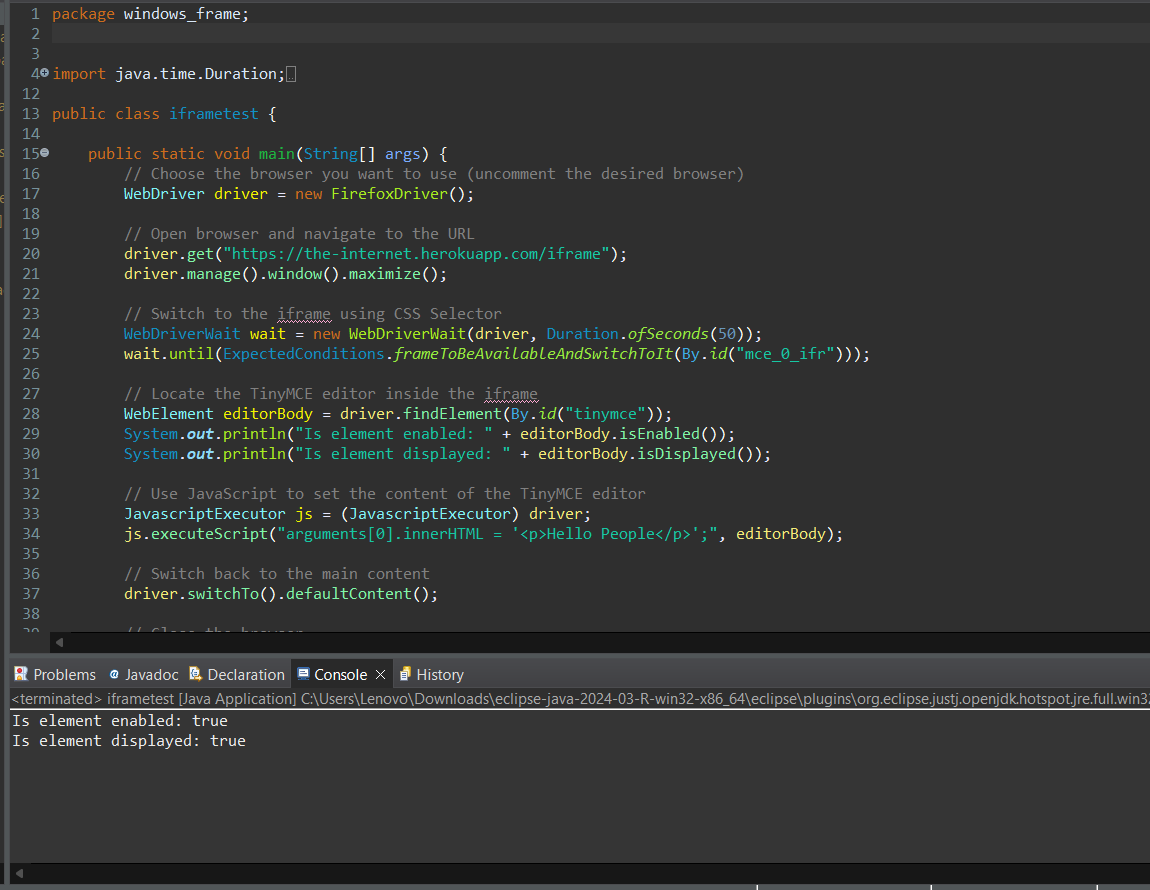 1 package windows_frame;
2
3
4 import java.time.Duration;
12
13 public class iframetest {
14
15     public static void main(String[] args) {
16         // Choose the browser you want to use (uncomment the desired browser)
17         WebDriver driver = new FirefoxDriver();
18
19         // Open browser and navigate to the URL
20         driver.get("https://the-internet.herokuapp.com/iframe");
21         driver.manage().window().maximize();
22
23         // Switch to the iframe using CSS Selector
24         WebDriverWait wait = new WebDriverWait(driver, Duration.ofSeconds(50));
25         wait.until(ExpectedConditions.frameToBeAvailableAndSwitchToIt(By.id("mce_0_ifr")));
26
27         // Locate the TinyMCE editor inside the iframe
28         WebElement editorBody = driver.findElement(By.id("tinymce"));
29         System.out.println("Is element enabled: " + editorBody.isEnabled());
30         System.out.println("Is element displayed: " + editorBody.isDisplayed());
31
32         // Use JavaScript to set the content of the TinyMCE editor
33         JavascriptExecutor js = (JavascriptExecutor) driver;
34         js.executeScript("arguments[0].innerHTML = '<p>Hello People</p>';", editorBody);
35
36         // Switch back to the main content
37         driver.switchTo().defaultContent();
38
39         // Close the browser
Problems Javadoc Declaration Console History
<terminated> iframetest [Java Application] C:\Users\Lenovo\Downloads\eclipse-java-2024-03-R-win32-x86_64\eclipse\plugins\org.eclipse.justj.openjdk.hotspot.jre.full.win32
Is element enabled: true
Is element displayed: true